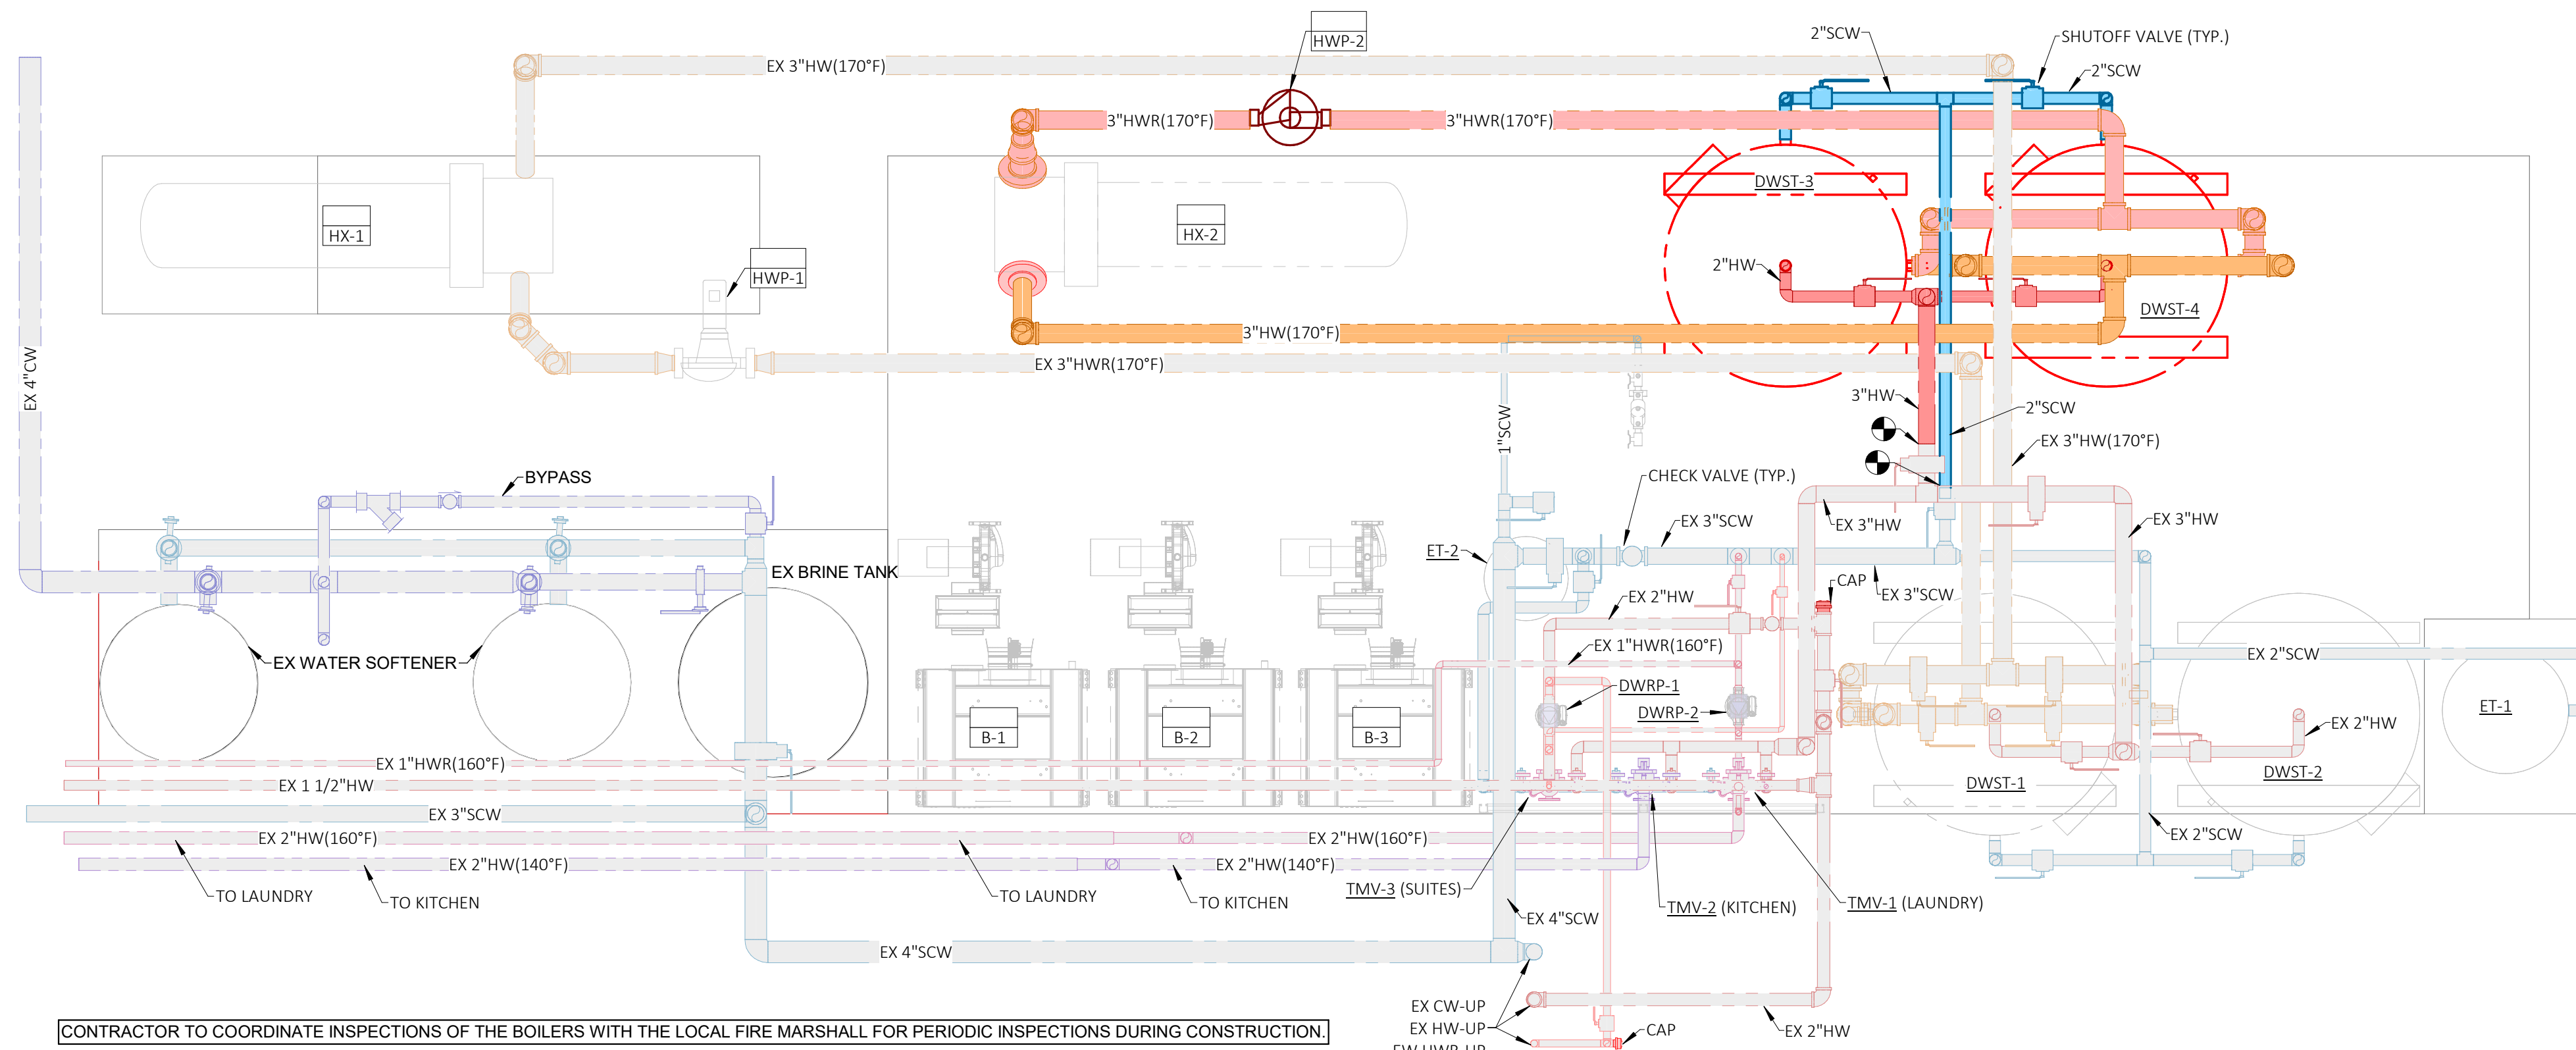 HWP-2
2"SCW
SHUTOFF VALVE (TYP.)
2"SCW
EX 3"HW(170°F)
3"HWR(170°F)
3"HWR(170°F)
DWST-3
HX-1
HX-2
HWP-1
2"HW
DWST-4
3"HW(170°F)
EX 3"HWR(170°F)
EX 4"CW
3"HW
2"SCW
1"SCW
EX 3"HW(170°F)
BYPASS
CHECK VALVE (TYP.)
EX 3"SCW
EX 3"HW
EX 3"HW
ET-2
EX BRINE TANK
CAP
EX 3"SCW
EX 2"HW
EX 1"HWR(160°F)
EX WATER SOFTENER
EX 2"SCW
DWRP-1
DWRP-2
ET-1
EX 2"HW
B-1
B-2
B-3
EX 1"HWR(160°F)
EX 1 1/2"HW
DWST-1
DWST-2
EX 3"SCW
EX 2"HW(160°F)
EX 2"HW(160°F)
EX 2"SCW
EX 2"HW(140°F)
EX 2"HW(140°F)
TO LAUNDRY
TO KITCHEN
TO LAUNDRY
TO KITCHEN
TMV-3 (SUITES)
TMV-2 (KITCHEN)
TMV-1 (LAUNDRY)
EX 4"SCW
EX 4"SCW
EX CW-UP
EX HW-UP
EW HWR-UP
CAP
EX 2"HW
CONTRACTOR TO COORDINATE INSPECTIONS OF THE BOILERS WITH THE LOCAL FIRE MARSHALL FOR PERIODIC INSPECTIONS DURING CONSTRUCTION.